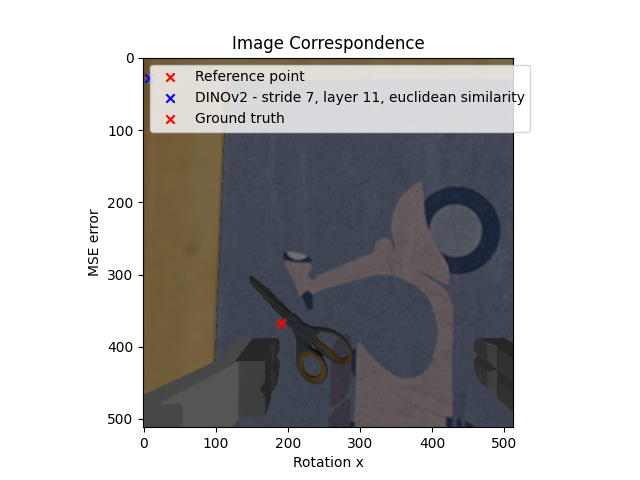 Image Correspondence
Reference point
DINOv2 - stride 7, layer 11, euclidean similarity
Ground truth
MSE error
0
100
200
300
400
500
0 100 200 300 400 500
Rotation x